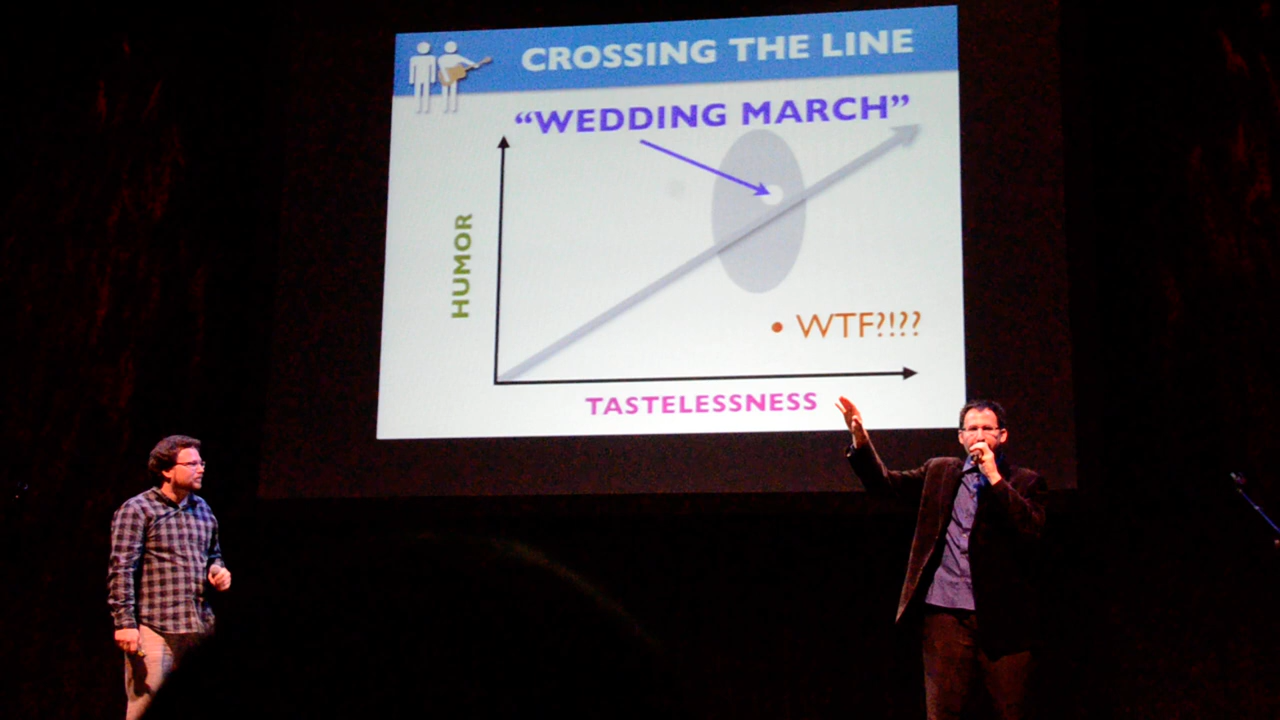 CROSSING THE LINE
“WEDDING MARCH”
HUMOR
• WTF?!??
TASTELESSNESS